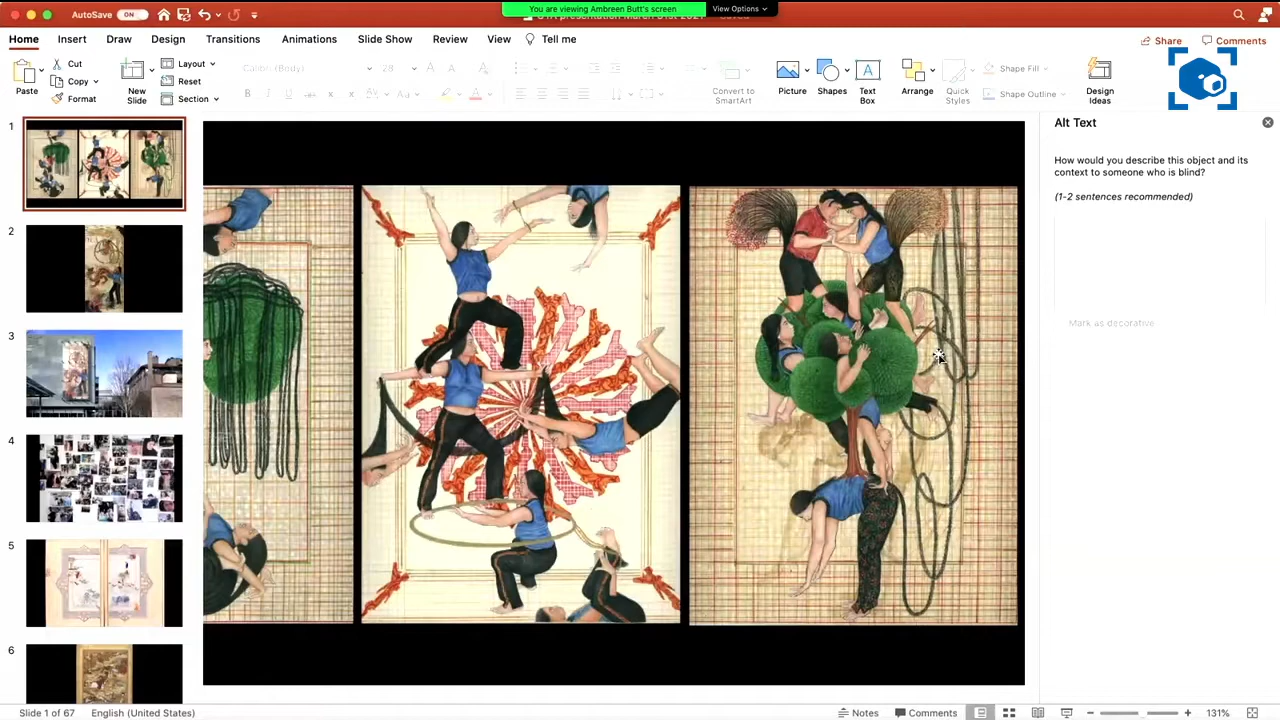 You are viewing Ambreen Butt's screen
View Options
AutoSave ON
Saved
Home Insert Draw Design Transitions Animations Slide Show Review View Tell me
Share Comments
Paste
Cut
Copy
Format
New Slide
Layout
Reset
Section
Calibri (Body) 28
B I U
Convert to SmartArt
Picture
Shapes
Text Box
Arrange
Quick Styles
Shape Fill
Shape Outline
Design Ideas
1
2
3
4
5
6
Alt Text
How would you describe this object and its
context to someone who is blind?
(1-2 sentences recommended)
Mark as decorative
Slide 1 of 67 English (United States) Notes Comments 131%